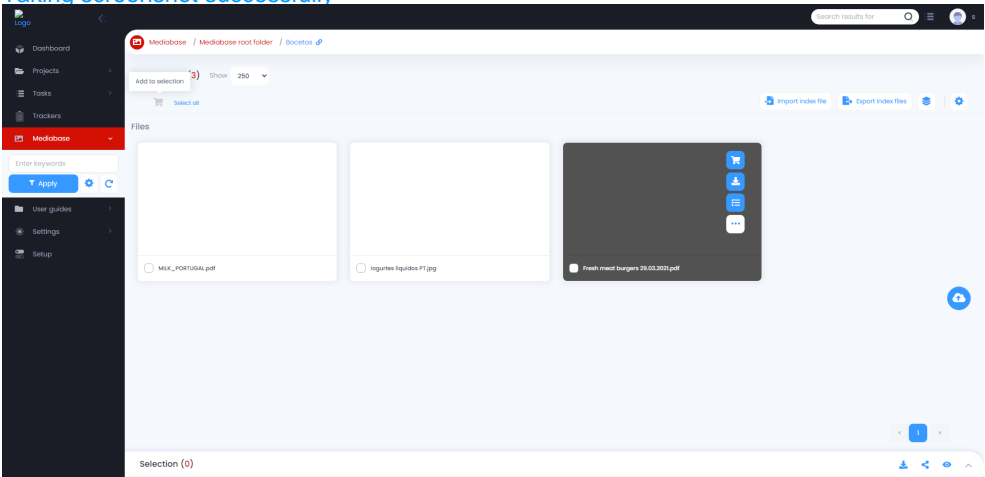 Taking screenshot successfully
Logo
Search results for
s
Dashboard
Projects
Tasks
Trackers
Mediabase
Enter keywords
Apply
User guides
Settings
Setup
Mediabase / Mediabase root folder / Bocetos
Add to selection
3)
Show 250
Select all
Import index file
Export index files
Files
MILK_PORTUGAL.pdf
iogurtes liquidos PT.jpg
Fresh meat burgers 29.03.2021.pdf
1
Selection (0)